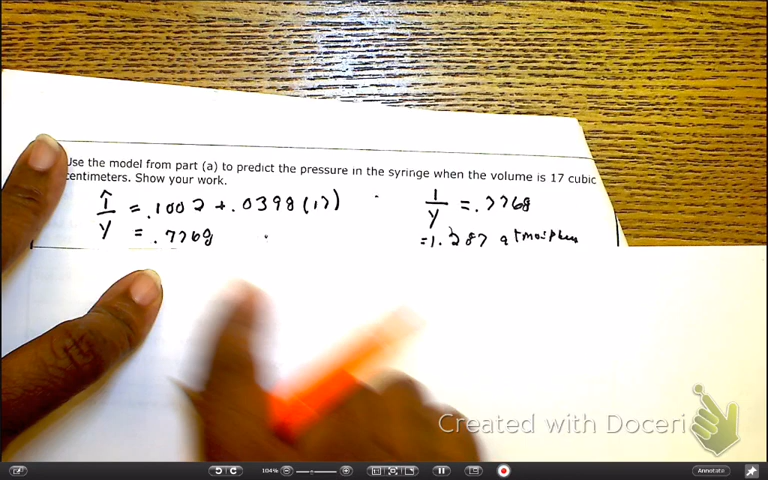 Use the model from part (a) to predict the pressure in the syringe when the volume is 17 cubic
centimeters. Show your work.
1̂/y = .1002 + .0398(17)
= .7768
1/y = .7768
= 1.287 atmospheres
Created with Doceri
104%
Annotate